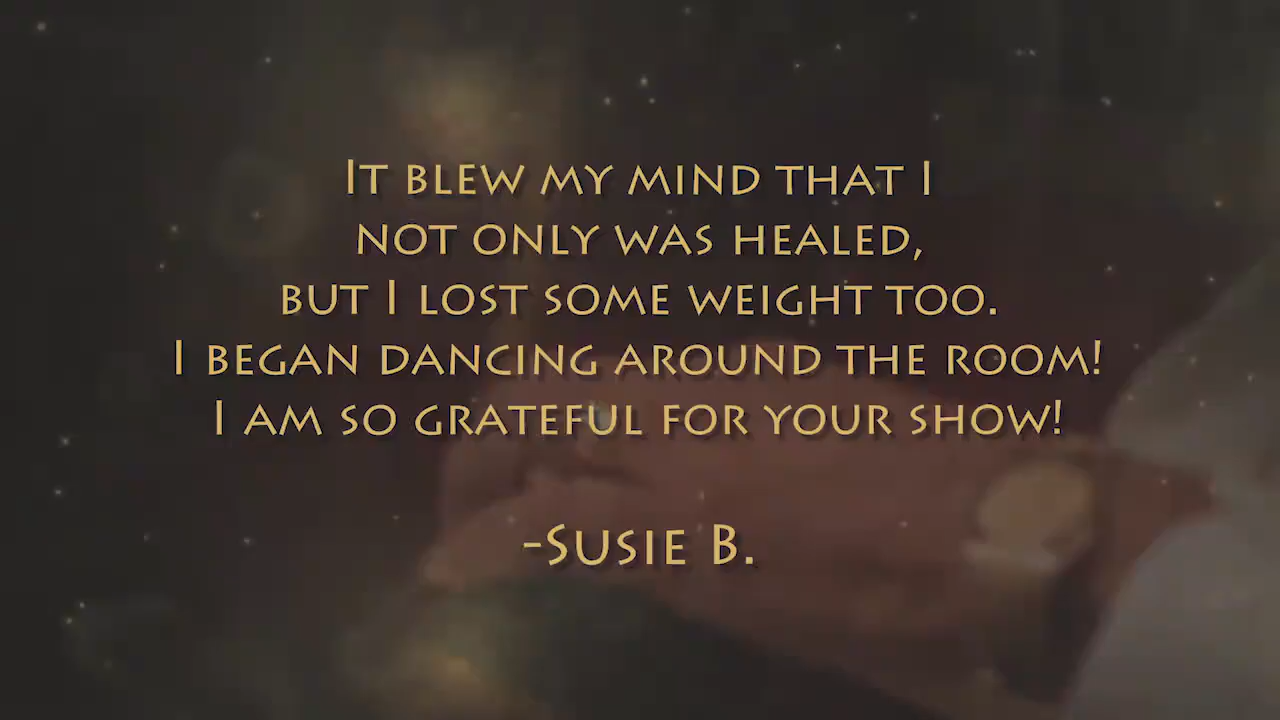 It blew my mind that I
not only was healed,
but I lost some weight too.
I began dancing around the room!
I am so grateful for your show!
-Susie B.